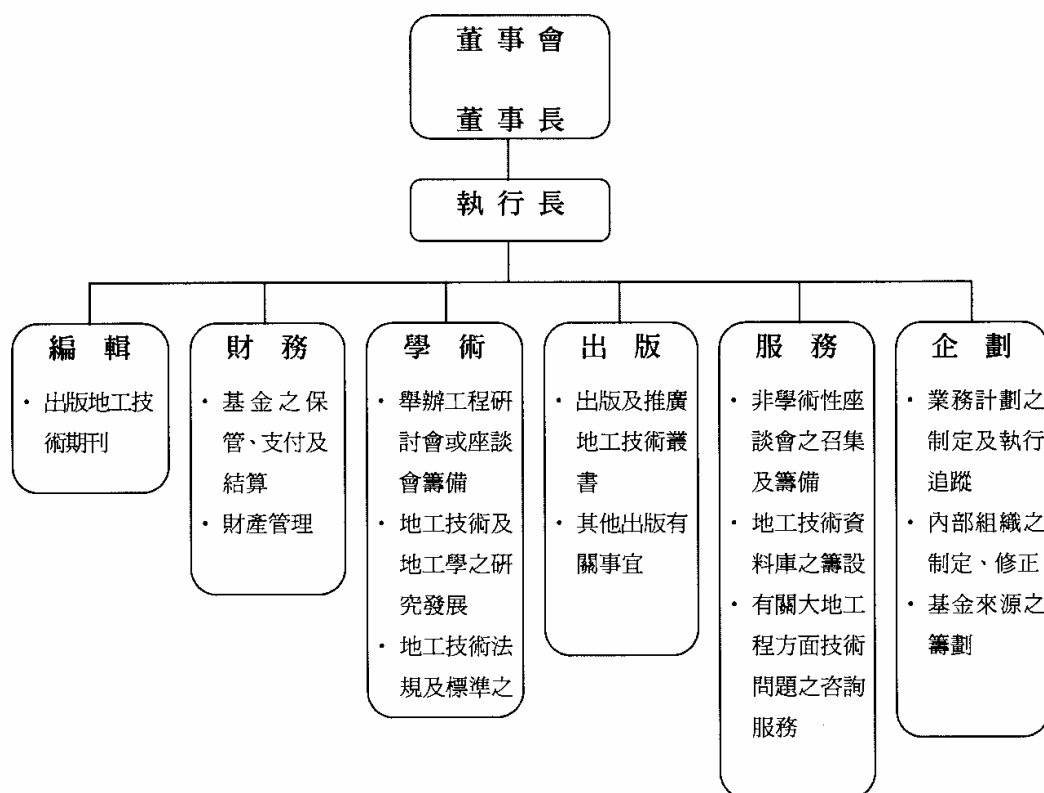 董事會
董事長
執行長
編輯
・出版地工技
術期刊
財務
・基金之保
管、支付及
結算
・財產管理
學術
・舉辦工程研
討會或座談
會籌備
・地工技術及
地工學之研
究發展
・地工技術法
規及標準之
出版
・出版及推廣
地工技術叢
書
・其他出版有
關事宜
服務
・非學術性座
談會之召集
及籌備
・地工技術資
料庫之籌設
・有關大地工
程方面技術
問題之咨詢
服務
企劃
・業務計劃之
制定及執行
追蹤
・內部組織之
制定、修正
・基金來源之
籌劃